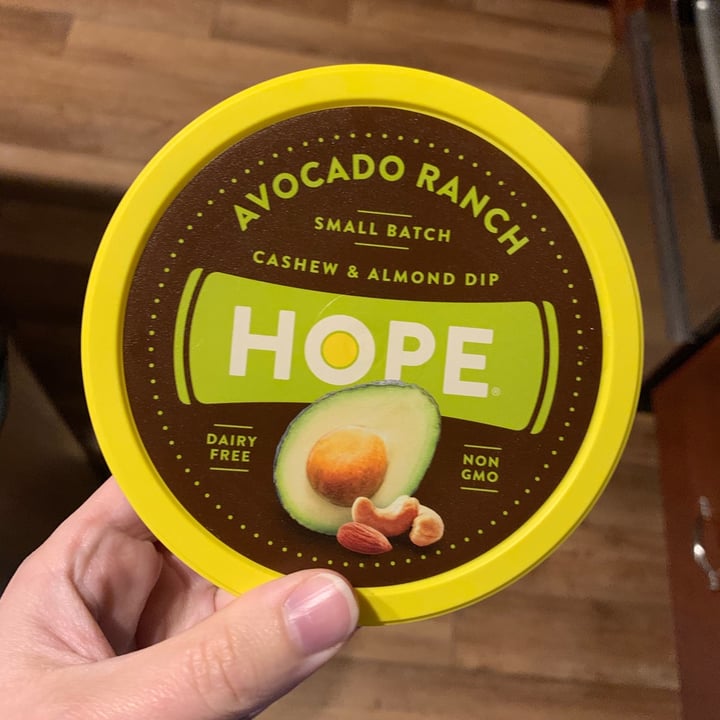 AVOCADO RANCH
SMALL BATCH
CASHEW & ALMOND DIP
HOPE®
DAIRY
FREE
NON
GMO